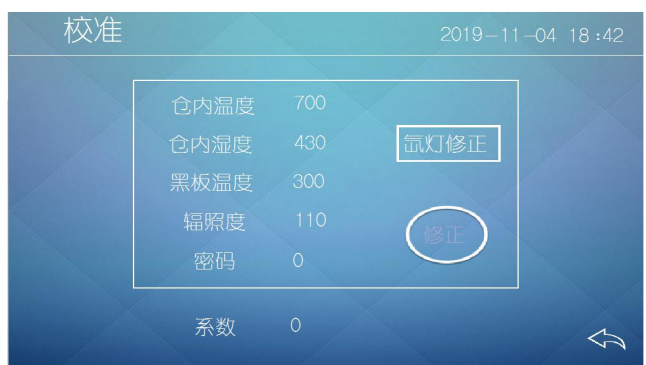 校准 2019-11-04 18:42
仓内温度 700
仓内湿度 430 氙灯修正
黑板温度 300
辐照度 110 修正
密码 0
系数 0